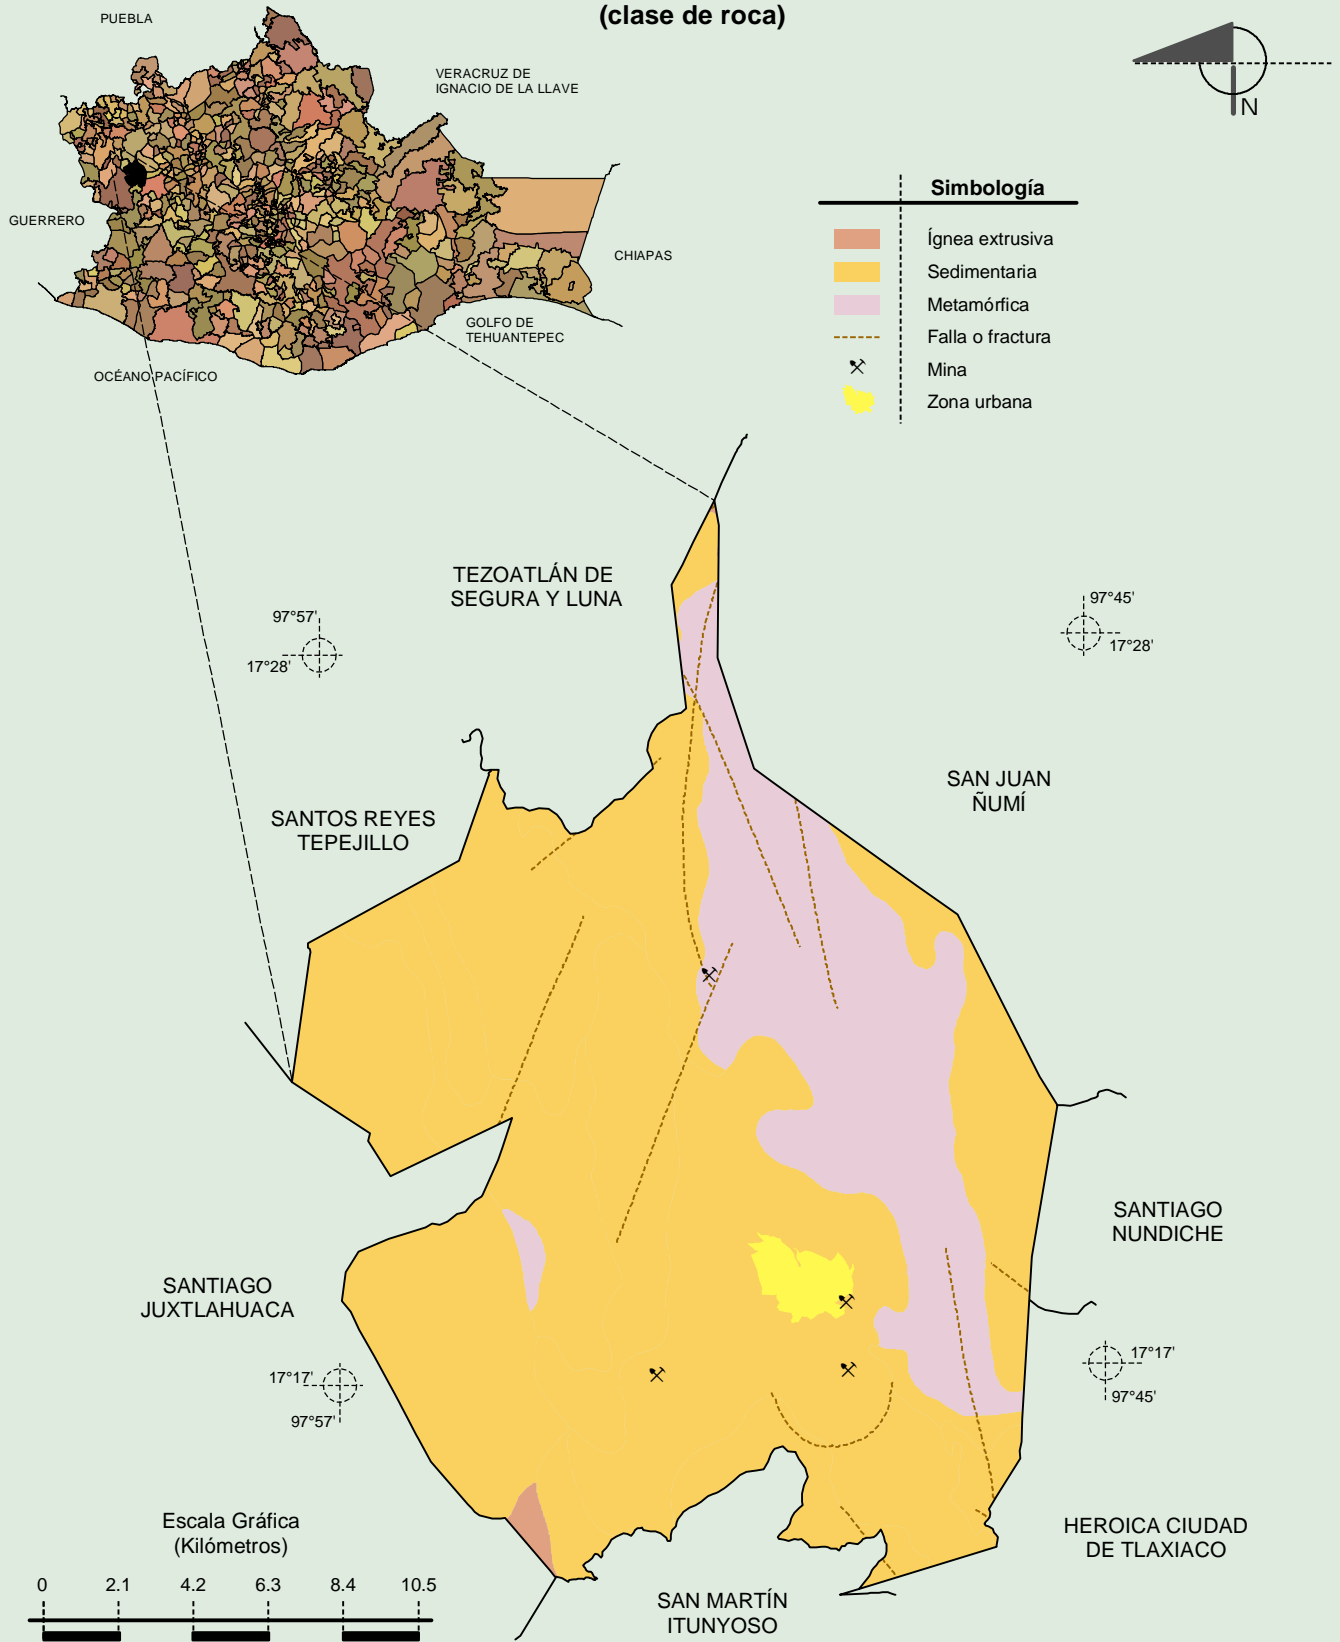 (clase de roca)
PUEBLA
VERACRUZ DE
IGNACIO DE LA LLAVE
N
GUERRERO
CHIAPAS
GOLFO DE
TEHUANTEPEC
OCÉANO PACÍFICO
Simbología
Ígnea extrusiva
Sedimentaria
Metamórfica
Falla o fractura
Mina
Zona urbana
TEZOATLÁN DE
SEGURA Y LUNA
97°57'
17°28'
97°45'
17°28'
SAN JUAN
ÑUMÍ
SANTOS REYES
TEPEJILLO
SANTIAGO
NUNDICHE
SANTIAGO
JUXTLAHUACA
17°17'
97°57'
17°17'
97°45'
Escala Gráfica
(Kilómetros)
0 2.1 4.2 6.3 8.4 10.5
HEROICA CIUDAD
DE TLAXIACO
SAN MARTÍN
ITUNYOSO